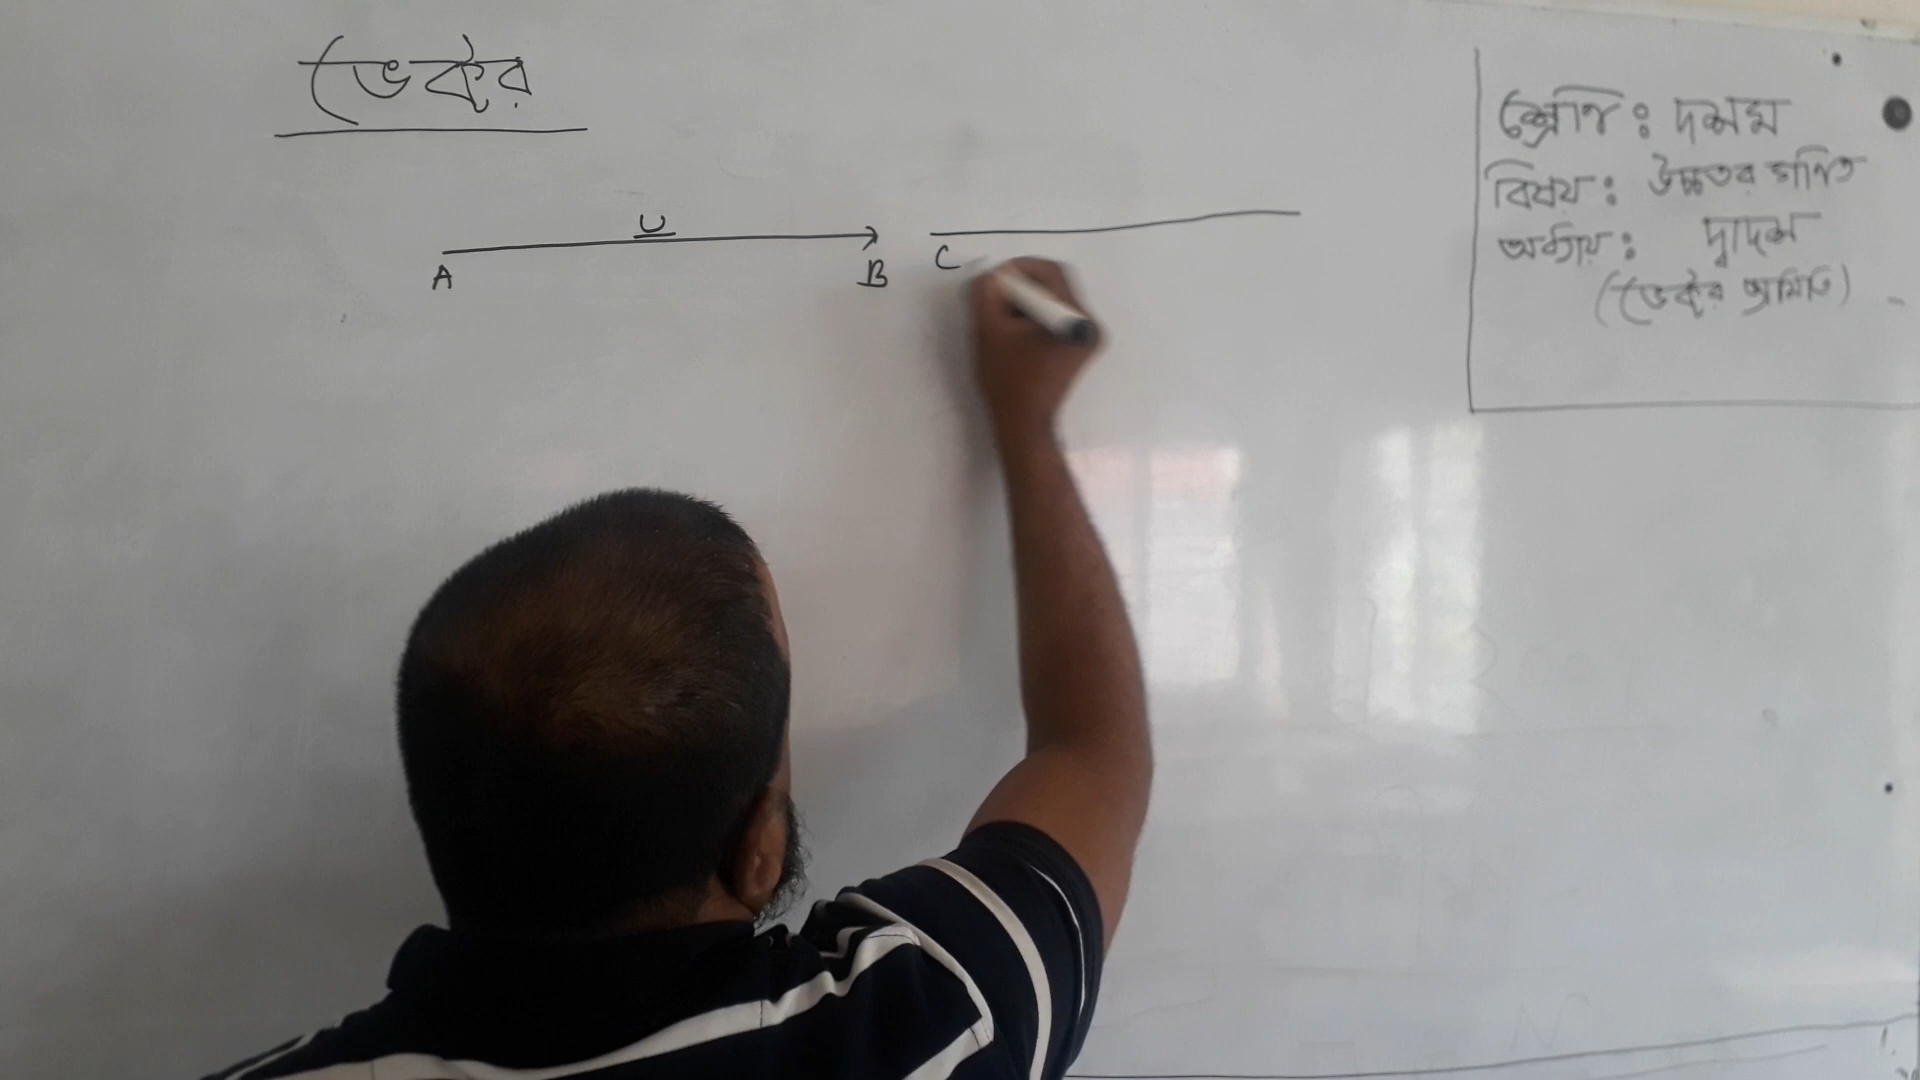 ভেক্টর
শ্রেণি : দশম
বিষয় : উচ্চতর গণিত
অধ্যায় : দ্বাদশ
(ভেক্টর জ্যামিতি)
U
A B C